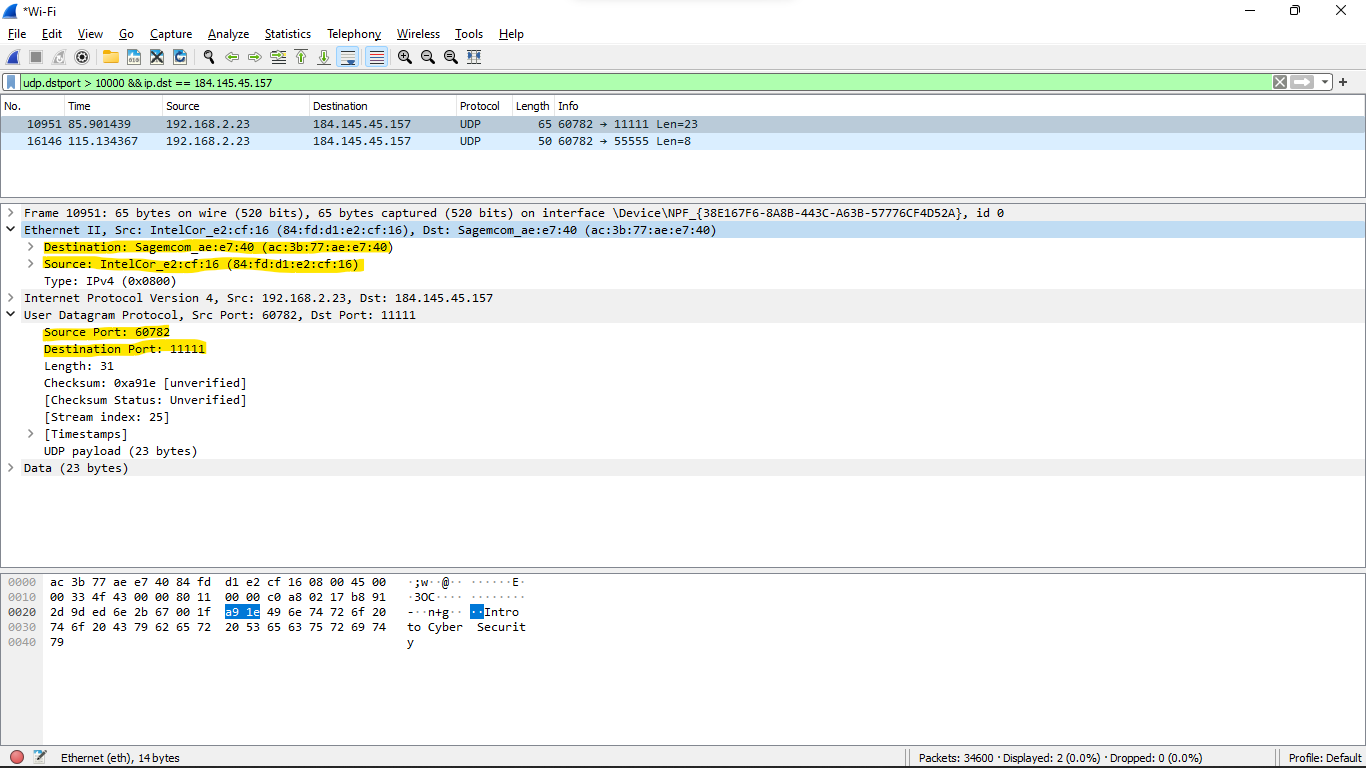 *Wi-Fi
File Edit View Go Capture Analyze Statistics Telephony Wireless Tools Help
udp.dstport > 10000 && ip.dst == 184.145.45.157
No. Time Source Destination Protocol Length Info
10951 85.901439 192.168.2.23 184.145.45.157 UDP 65 60782 → 11111 Len=23
16146 115.134367 192.168.2.23 184.145.45.157 UDP 50 60782 → 55555 Len=8
Frame 10951: 65 bytes on wire (520 bits), 65 bytes captured (520 bits) on interface \Device\NPF_{38E167F6-8A8B-443C-A63B-57776CF4D52A}, id 0
Ethernet II, Src: IntelCor_e2:cf:16 (84:fd:d1:e2:cf:16), Dst: Sagemcom_ae:e7:40 (ac:3b:77:ae:e7:40)
Destination: Sagemcom_ae:e7:40 (ac:3b:77:ae:e7:40)
Source: IntelCor_e2:cf:16 (84:fd:d1:e2:cf:16)
Type: IPv4 (0x0800)
Internet Protocol Version 4, Src: 192.168.2.23, Dst: 184.145.45.157
User Datagram Protocol, Src Port: 60782, Dst Port: 11111
Source Port: 60782
Destination Port: 11111
Length: 31
Checksum: 0xa91e [unverified]
[Checksum Status: Unverified]
[Stream index: 25]
[Timestamps]
UDP payload (23 bytes)
Data (23 bytes)
0000 ac 3b 77 ae e7 40 84 fd d1 e2 cf 16 08 00 45 00 ·;w··@·· ······E·
0010 00 33 4f 43 00 00 80 11 00 00 c0 a8 02 17 b8 91 ·3OC···· ········
0020 2d 9d ed 6e 2b 67 00 1f a9 1e 49 6e 74 72 6f 20 -··n+g·· ··Intro
0030 74 6f 20 43 79 62 65 72 20 53 65 63 75 72 69 74 to Cyber Securit
0040 79 y
Ethernet (eth), 14 bytes Packets: 34600 · Displayed: 2 (0.0%) · Dropped: 0 (0.0%) Profile: Default